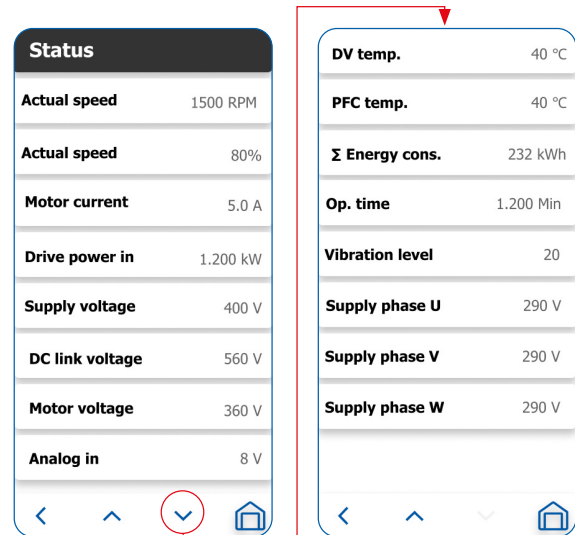 Status
Actual speed 1500 RPM
Actual speed 80%
Motor current 5.0 A
Drive power in 1.200 kW
Supply voltage 400 V
DC link voltage 560 V
Motor voltage 360 V
Analog in 8 V
DV temp. 40 °C
PFC temp. 40 °C
Σ Energy cons. 232 kWh
Op. time 1.200 Min
Vibration level 20
Supply phase U 290 V
Supply phase V 290 V
Supply phase W 290 V